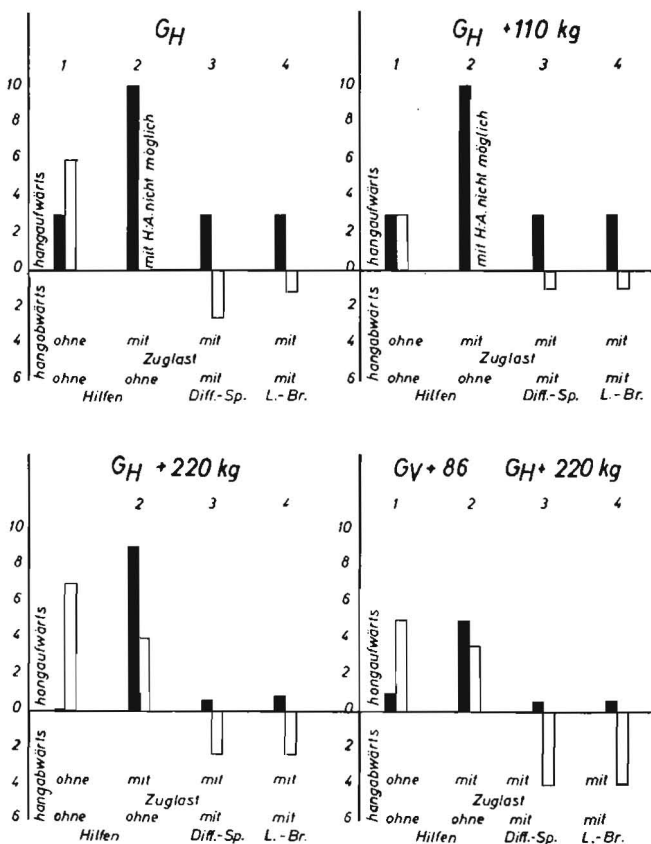 G_H
1 2 3 4
10
8
6
4
2
0
2
4
6
hangaufwärts
hangabwärts
mit H.A. nicht möglich
ohne mit mit mit
Zuglast
ohne ohne mit mit
Hilfen Diff.-Sp. L.-Br.
G_H +110 kg
1 2 3 4
10
8
6
4
2
0
2
4
6
hangaufwärts
hangabwärts
mit H.A. nicht möglich
ohne mit mit mit
Zuglast
ohne ohne mit mit
Hilfen Diff.-Sp. L.-Br.
G_H +220 kg
2 3 4
10
8
6
4
2
0
2
4
6
hangaufwärts
hangabwärts
ohne mit mit mit
Zuglast
ohne ohne mit mit
Hilfen Diff.-Sp. L.-Br.
G_V + 86 G_H + 220 kg
1 2 3 4
10
8
6
4
2
0
2
4
6
hangaufwärts
hangabwärts
ohne mit mit mit
Zuglast
ohne ohne mit mit
Hilfen Diff.-Sp. L.-Br.